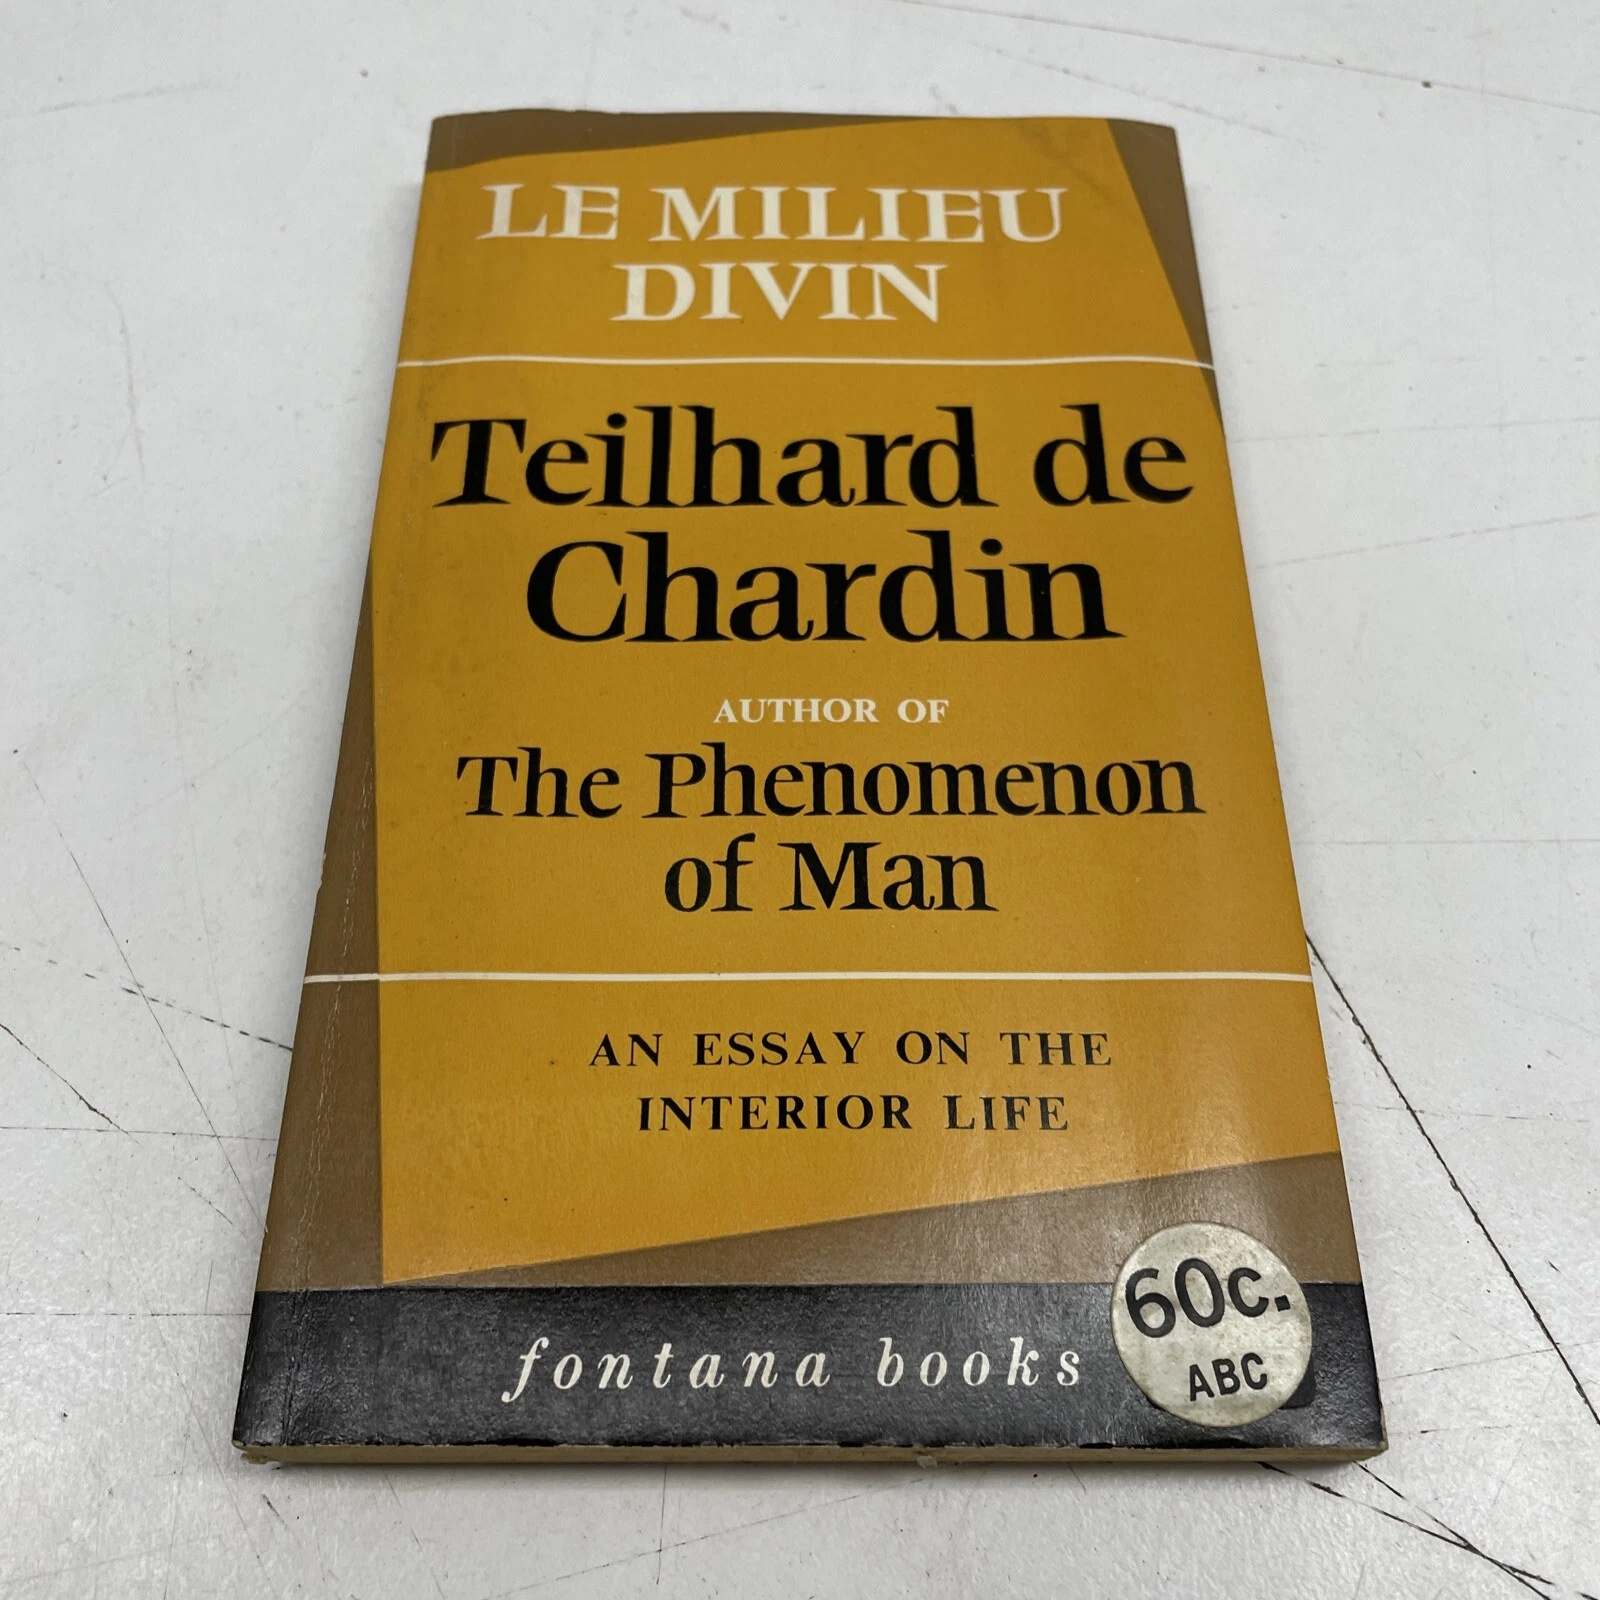 LE MILIEU
DIVIN
Teilhard de
Chardin
AUTHOR OF
The Phenomenon
of Man
AN ESSAY ON THE
INTERIOR LIFE
fontana books
60c.
ABC